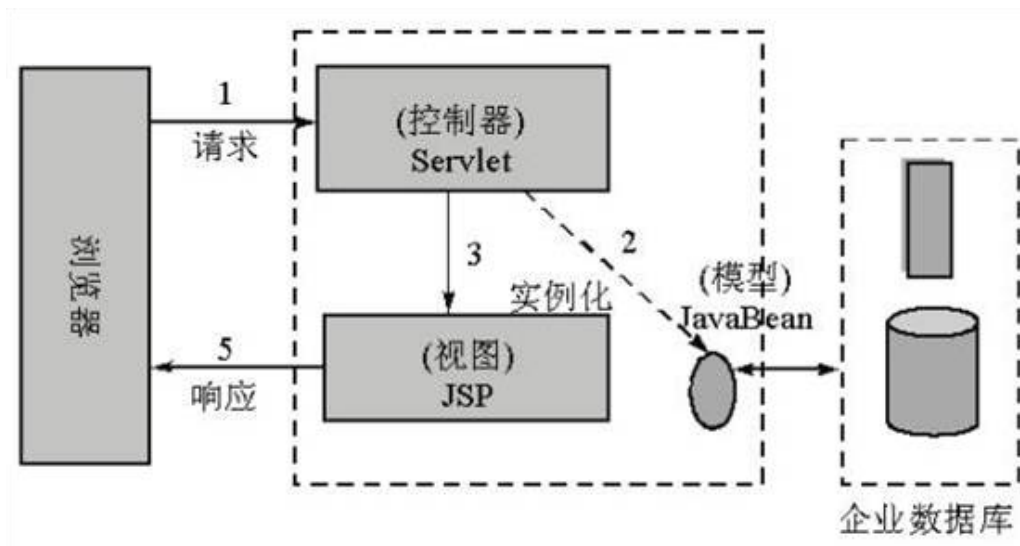 1
请求
(控制器)
Servlet
浏览器
3
2
实例化
(模型)
JavaBean
(视图)
JSP
5
响应
企业数据库